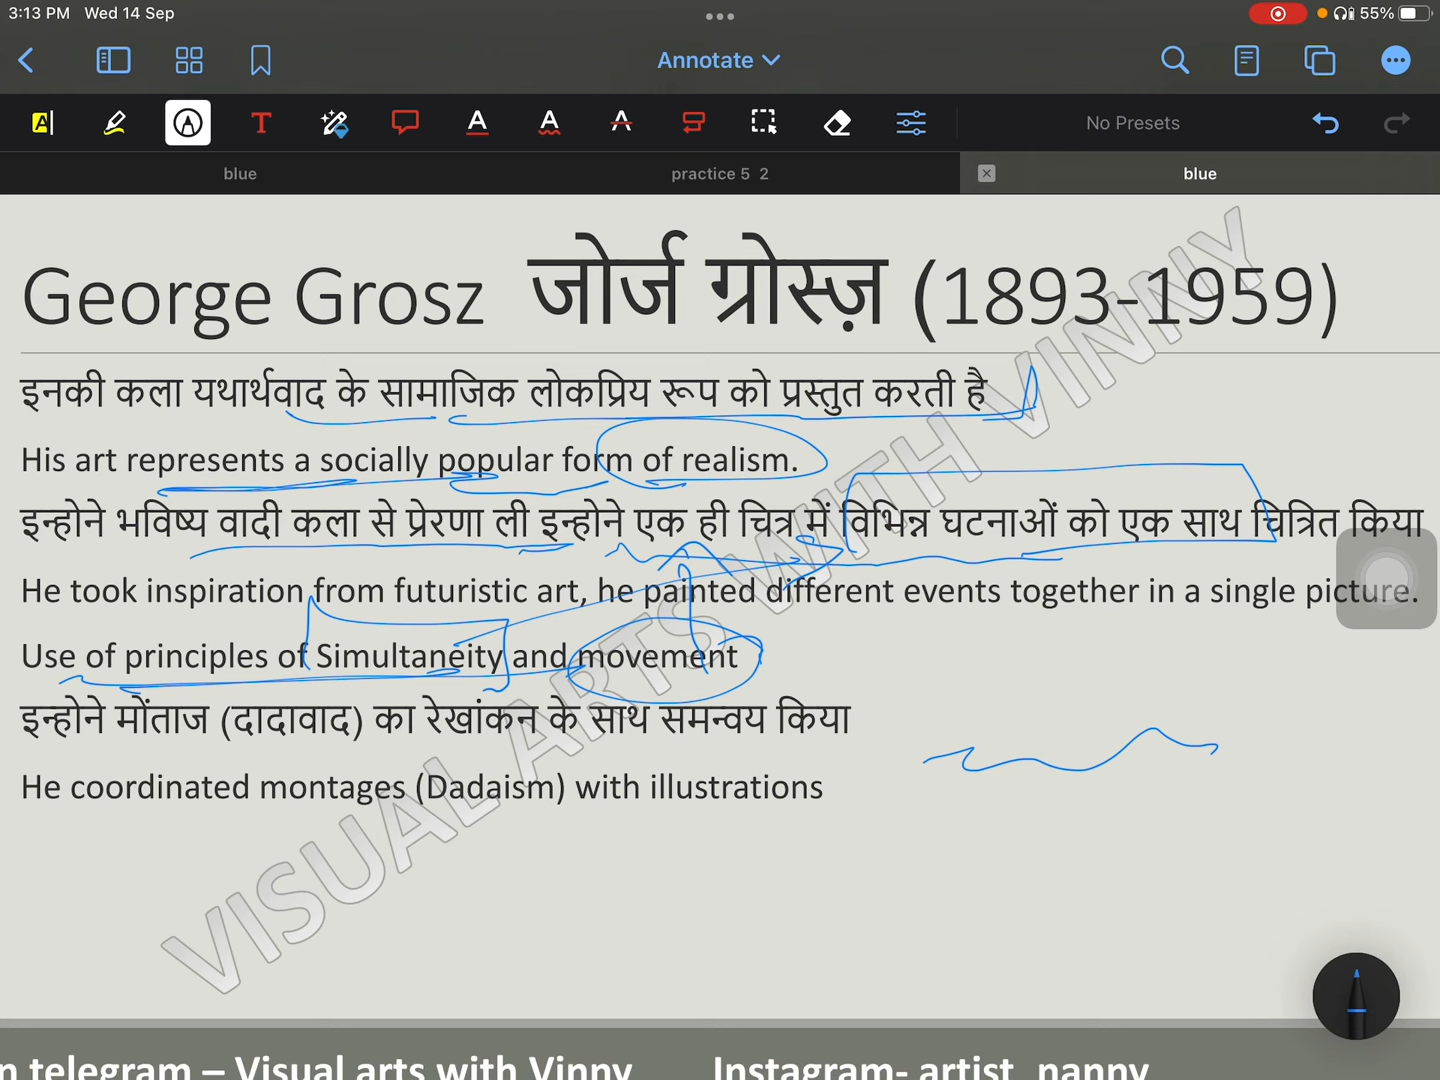 3:13 PM Wed 14 Sep
55%
Annotate
No Presets
blue
practice 5 2
blue
George Grosz जोर्ज ग्रोस्ज़ (1893-1959)
इनकी कला यथार्थवाद के सामाजिक लोकप्रिय रूप को प्रस्तुत करती है
His art represents a socially popular form of realism.
इन्होने भविष्य वादी कला से प्रेरणा ली इन्होने एक ही चित्र में विभिन्न घटनाओं को एक साथ चित्रित किया
He took inspiration from futuristic art, he painted different events together in a single picture.
Use of principles of Simultaneity and movement
इन्होने मोंताज (दादावाद) का रेखांकन के साथ समन्वय किया
He coordinated montages (Dadaism) with illustrations
VISUAL ARTS WITH VINNY
n telegram – Visual arts with Vinny Instagram- artist_nanny